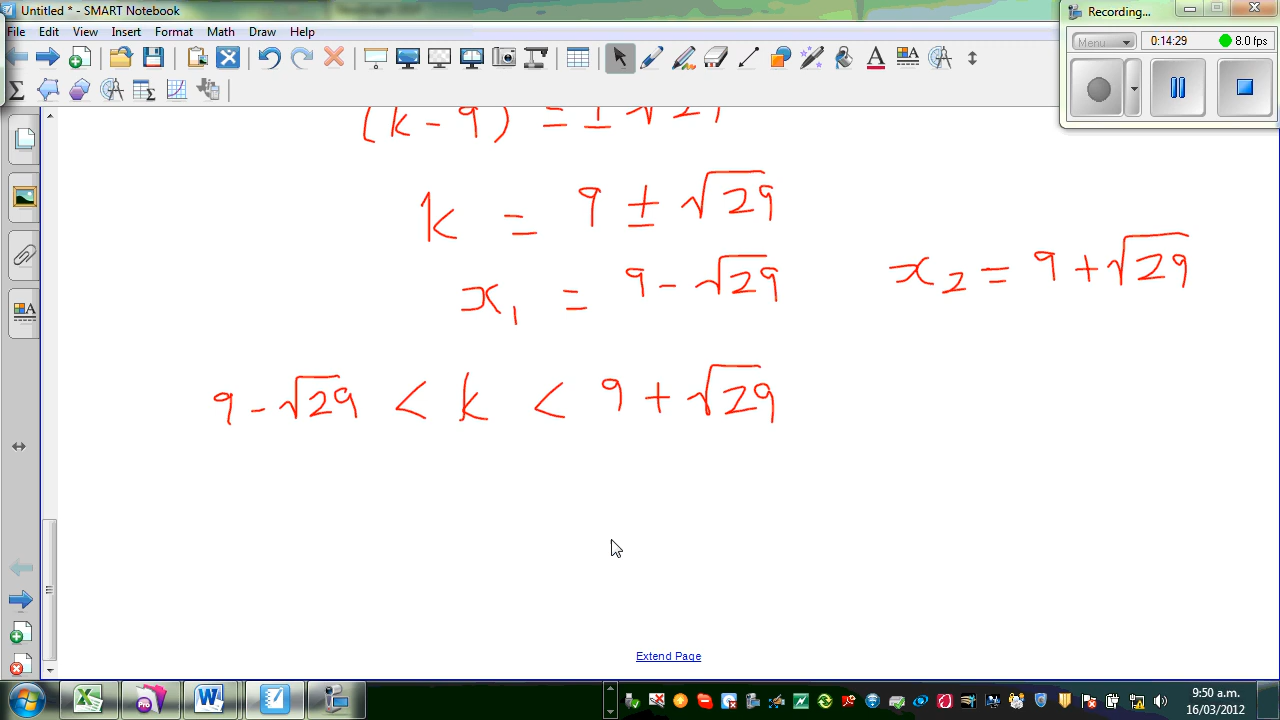 Untitled * - SMART Notebook
File Edit View Insert Format Math Draw Help
Recording...
Menu 0:14:29 8.0 fps
(k - 9) = ± √29
k = 9 ± √29
x₁ = 9 - √29 x₂ = 9 + √29
9 - √29 < k < 9 + √29
Extend Page
9:50 a.m.
16/03/2012